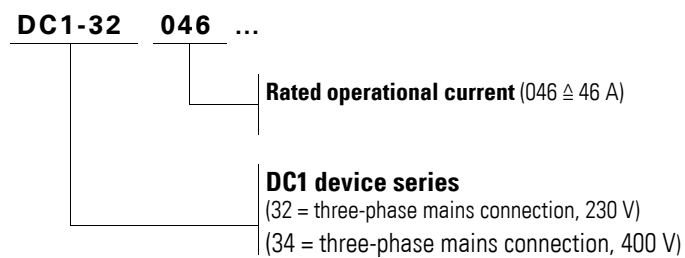 DC1-32 046 ...
Rated operational current (046 ≙ 46 A)
DC1 device series
(32 = three-phase mains connection, 230 V)
(34 = three-phase mains connection, 400 V)